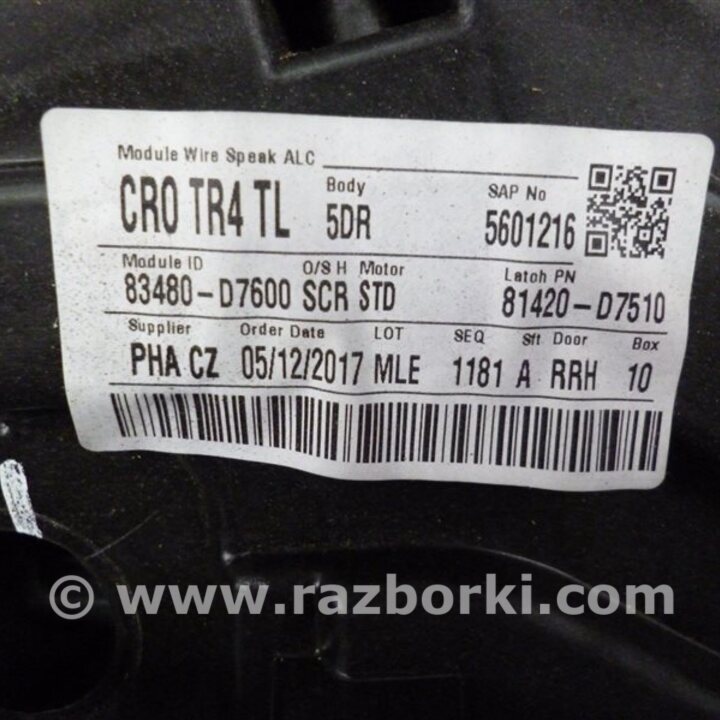 Module Wire Speak ALC
CRO TR4 TL Body 5DR SAP No 5601216
Module ID O/S H Motor Latch PN
83480-D7600 SCR STD 81420-D7510
Supplier Order Date LOT SEQ Sft Door Box
PHA CZ 05/12/2017 MLE 1181 A RRH 10
© www.razborki.com